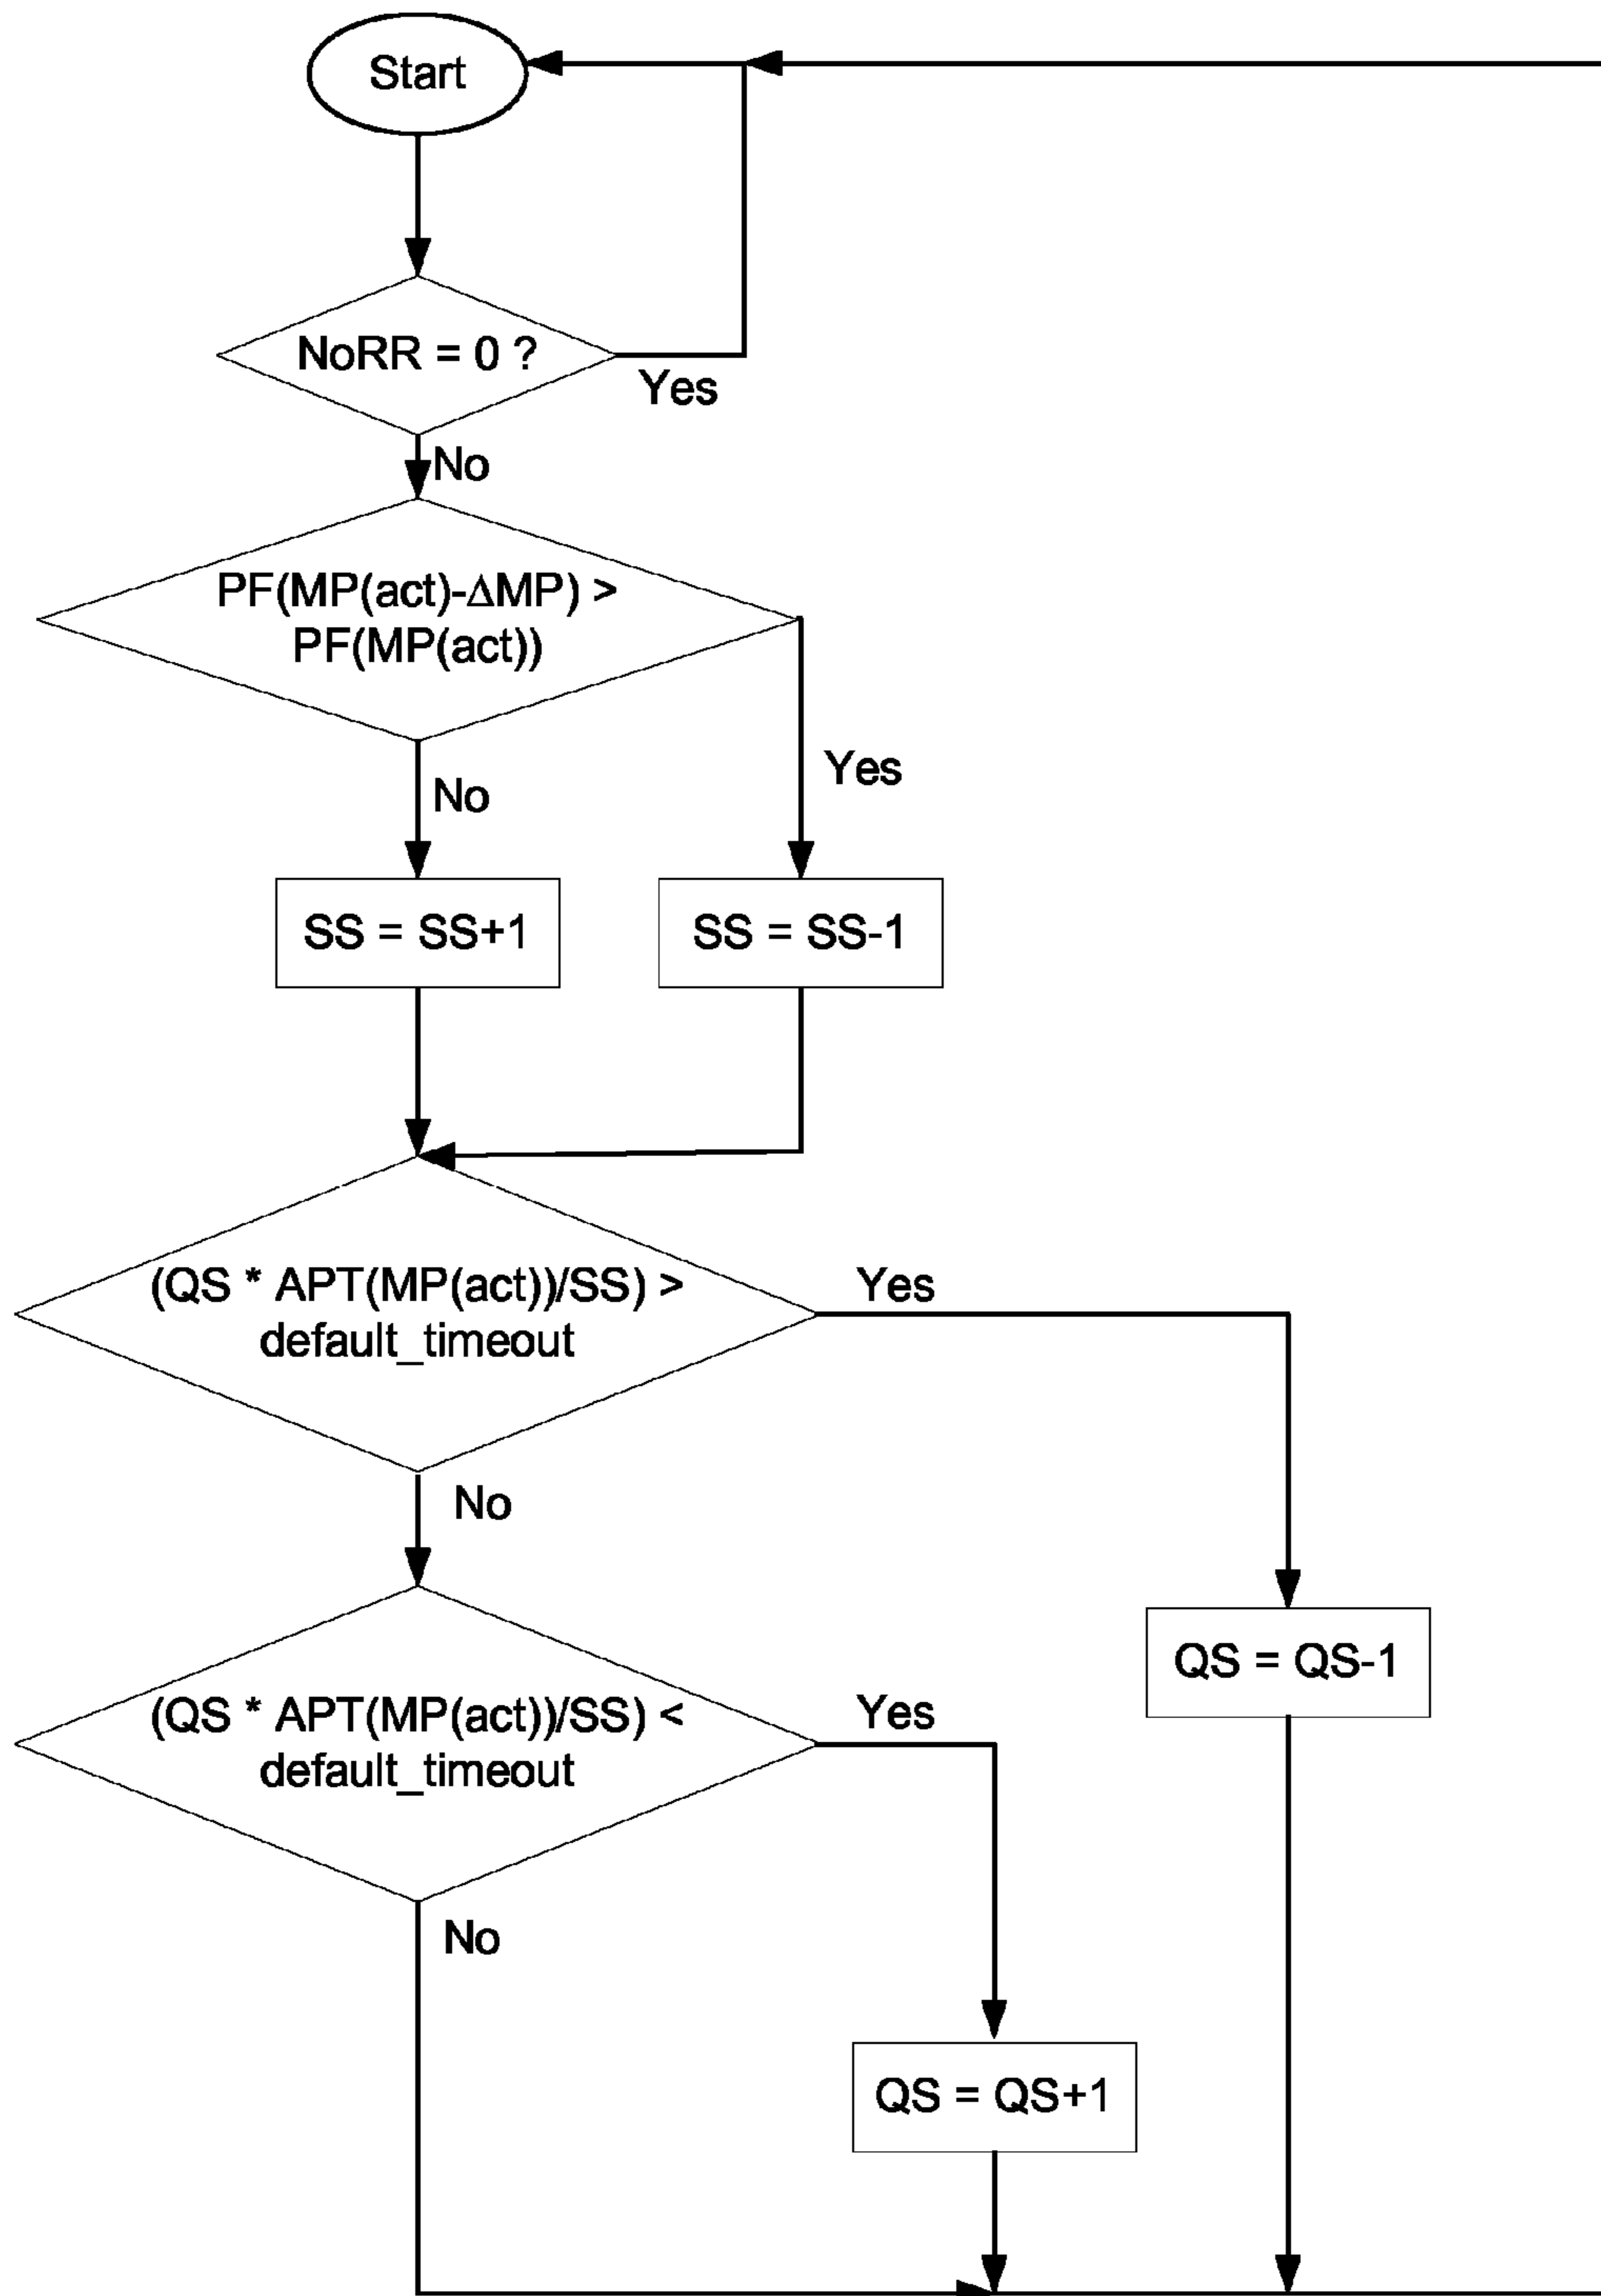 Start
NoRR = 0 ?
Yes
No
PF(MP(act)-ΔMP) >
PF(MP(act))
Yes
No
SS = SS+1
SS = SS-1
(QS * APT(MP(act))/SS) >
default_timeout
Yes
No
QS = QS-1
(QS * APT(MP(act))/SS) <
default_timeout
Yes
No
QS = QS+1